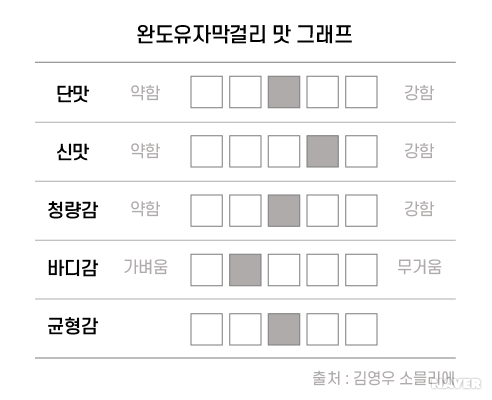 완도유자막걸리 맛 그래프
단맛 약함 강함
신맛 약함 강함
청량감 약함 강함
바디감 가벼움 무거움
균형감
출처 : 김영우 소믈리에
NAVER